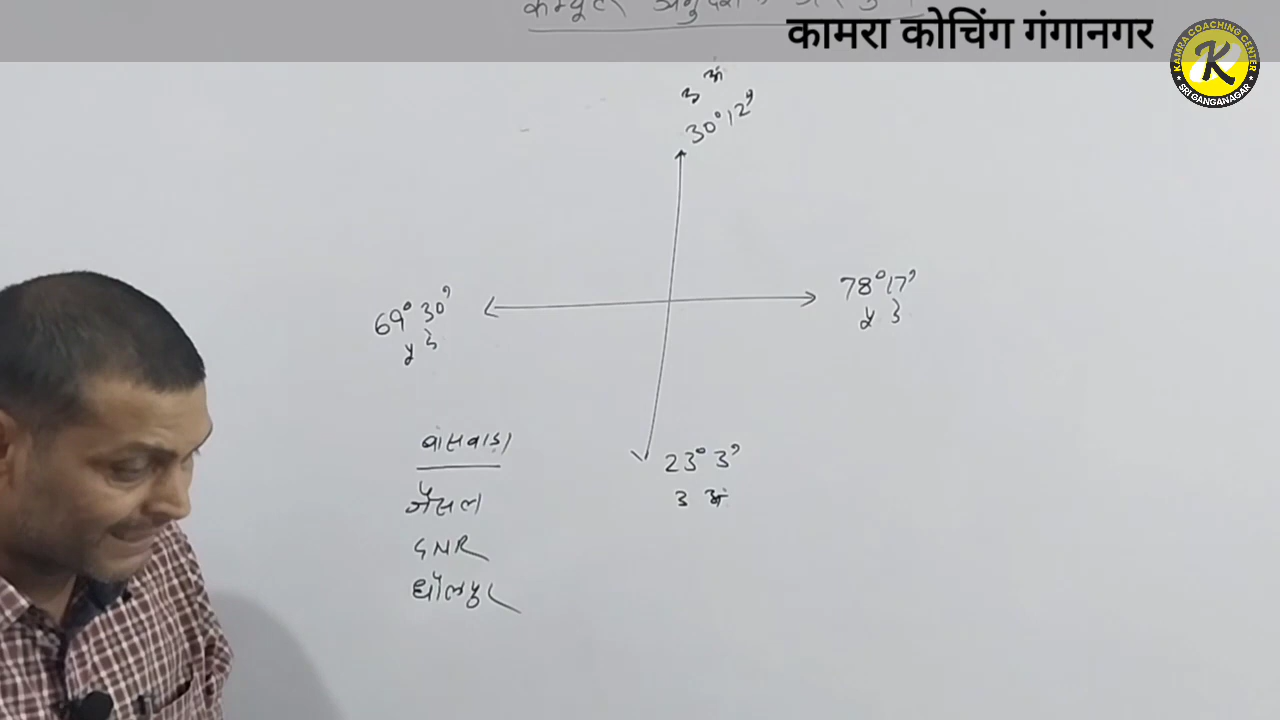 कामरा कोचिंग गंगानगर
KAMRA COACHING CENTER
K
SRI GANGANAGAR
उ अं
30°12'
69°30'
पू दे
78°17'
पू दे
23°3'
उ अं
बांसवाड़ा
जैसल
GNR
धौलपुर